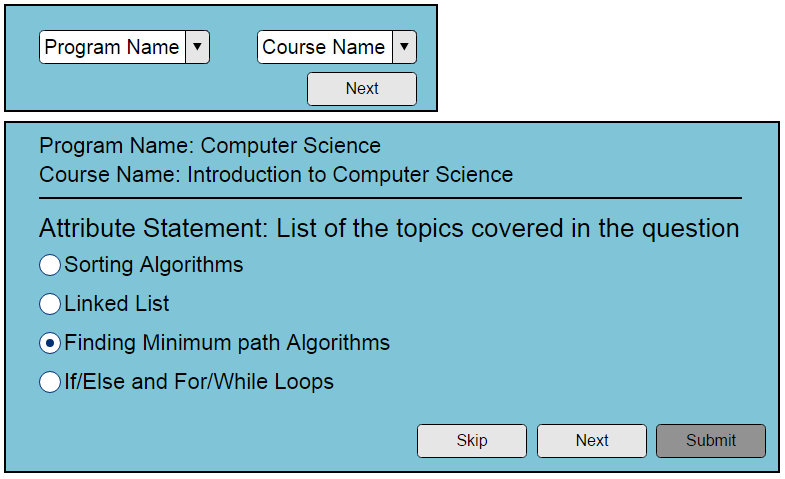 Program Name Course Name
Next
Program Name: Computer Science
Course Name: Introduction to Computer Science
Attribute Statement: List of the topics covered in the question
Sorting Algorithms
Linked List
Finding Minimum path Algorithms
If/Else and For/While Loops
Skip Next Submit